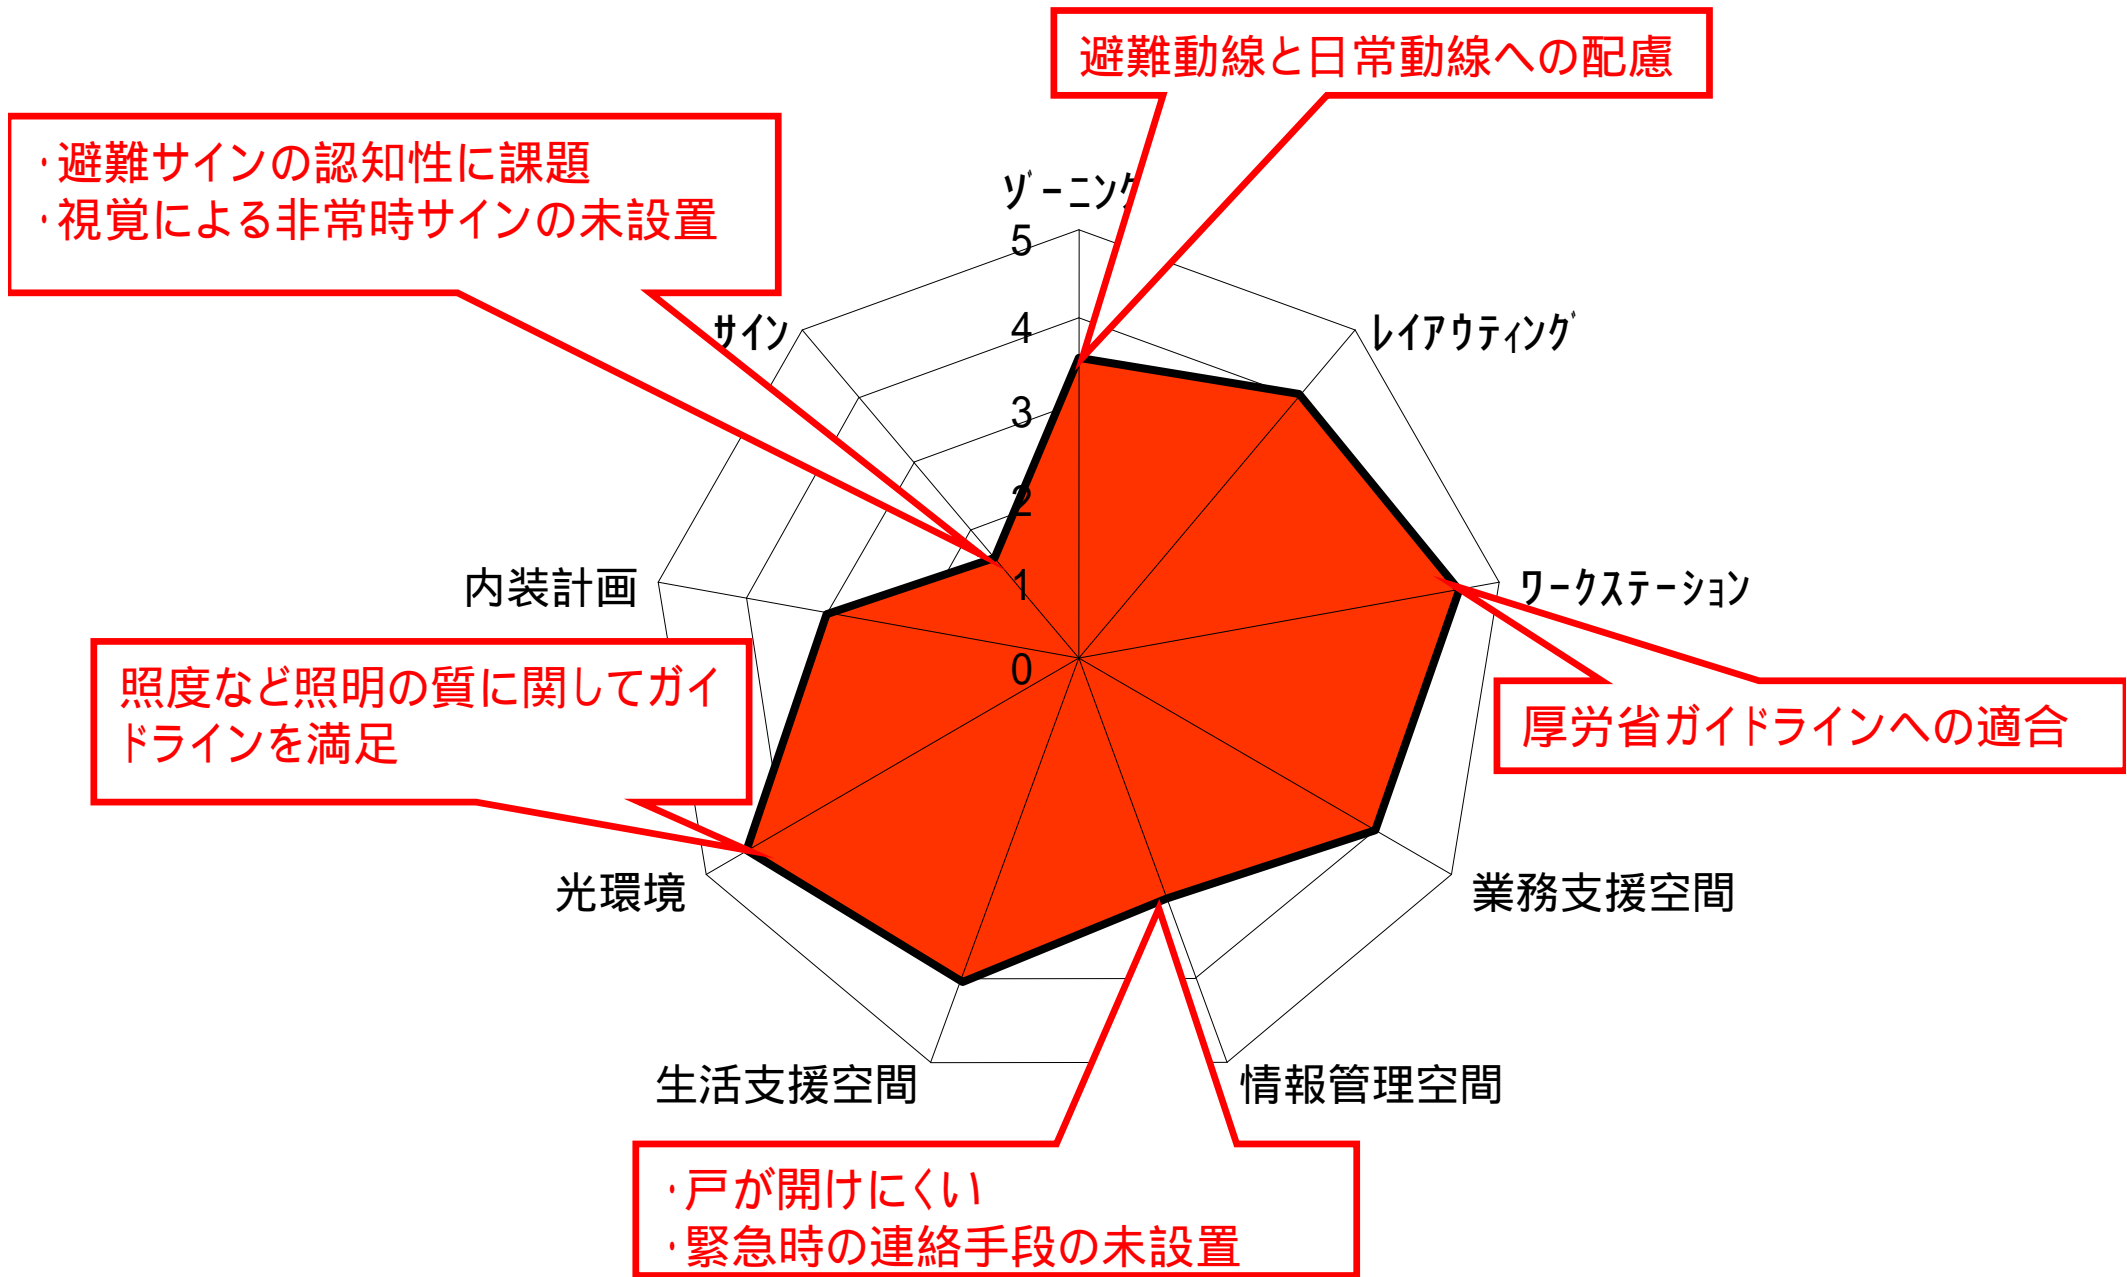 避難動線と日常動線への配慮
・避難サインの認知性に課題
・視覚による非常時サインの未設置
ｿﾞｰﾆﾝｸ
5
4
3
2
1
0
ｻｲﾝ
ﾚｲｱｳﾃｨﾝｸﾞ
内装計画
ﾜｰｸｽﾃｰｼｮﾝ
照度など照明の質に関してガイ
ドラインを満足
厚労省ガイドラインへの適合
光環境
業務支援空間
生活支援空間
情報管理空間
・戸が開けにくい
・緊急時の連絡手段の未設置